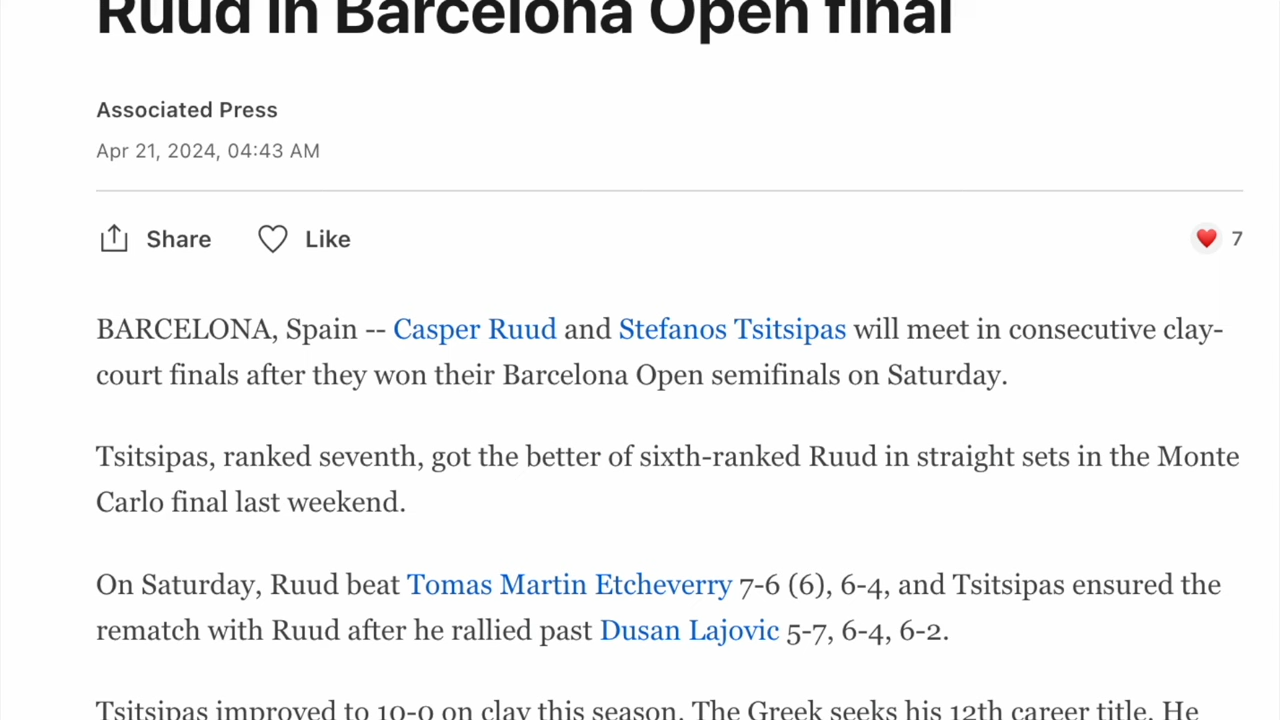 Ruud in Barcelona Open final
Associated Press
Apr 21, 2024, 04:43 AM
Share Like 7
BARCELONA, Spain -- Casper Ruud and Stefanos Tsitsipas will meet in consecutive clay-
court finals after they won their Barcelona Open semifinals on Saturday.
Tsitsipas, ranked seventh, got the better of sixth-ranked Ruud in straight sets in the Monte
Carlo final last weekend.
On Saturday, Ruud beat Tomas Martin Etcheverry 7-6 (6), 6-4, and Tsitsipas ensured the
rematch with Ruud after he rallied past Dusan Lajovic 5-7, 6-4, 6-2.
Tsitsipas improved to 10-0 on clay this season. The Greek seeks his 12th career title. He